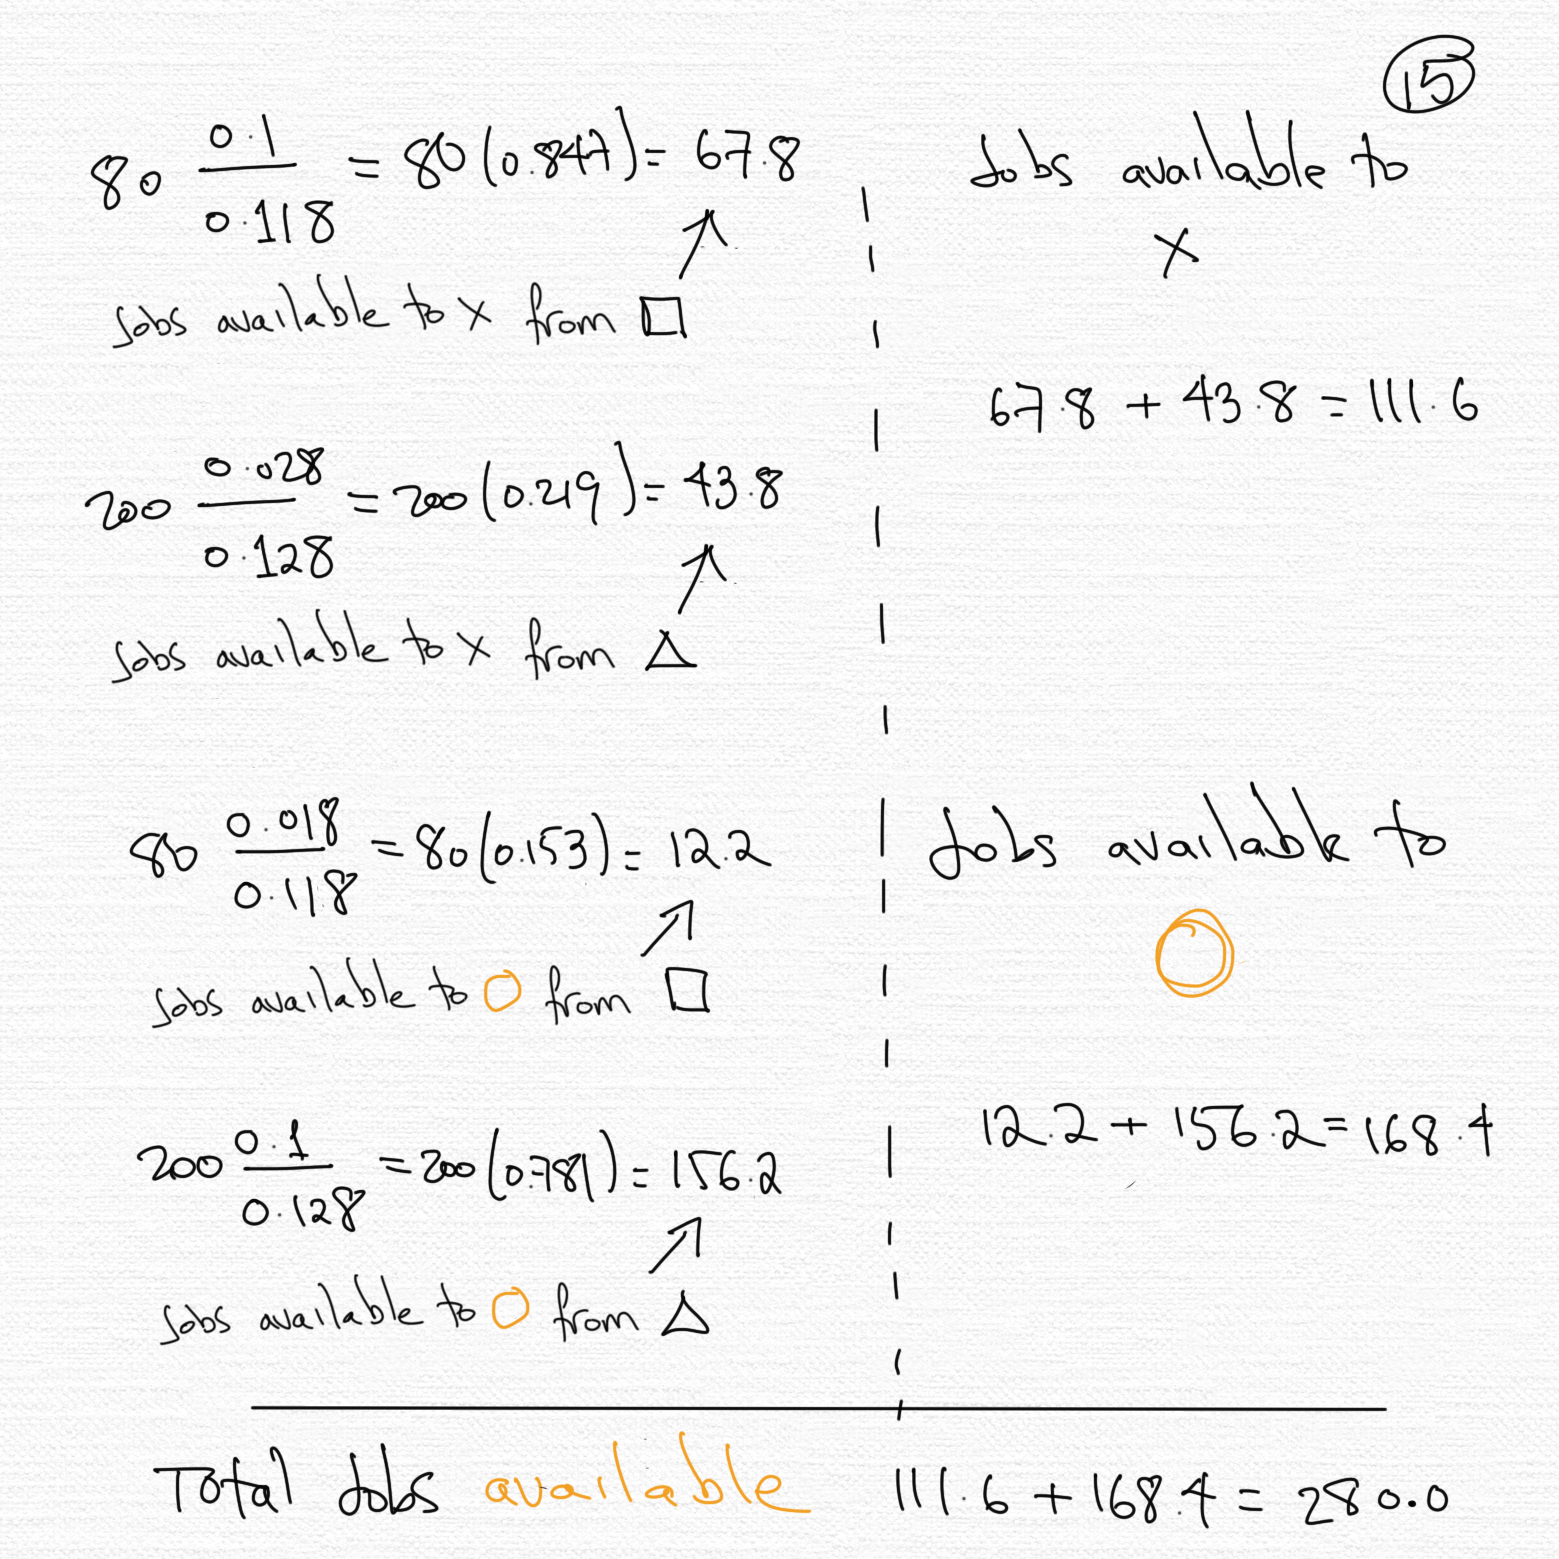 15
80 0.1/0.118 = 80(0.847) = 67.8
Jobs available to x from □
200 0.028/0.128 = 200(0.219) = 43.8
Jobs available to x from △
80 0.018/0.118 = 80(0.153) = 12.2
Jobs available to O from □
200 0.1/0.128 = 200(0.781) = 156.2
Jobs available to O from △
Jobs available to
X
67.8 + 43.8 = 111.6
Jobs available to
O
12.2 + 156.2 = 168.4
Total Jobs available 111.6 + 168.4 = 280.0